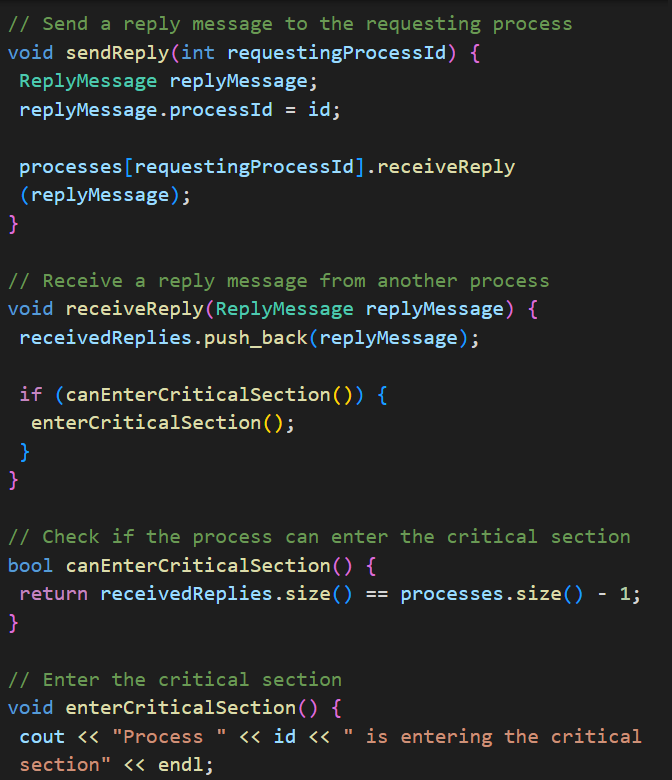 // Send a reply message to the requesting process
void sendReply(int requestingProcessId) {
 ReplyMessage replyMessage;
 replyMessage.processId = id;

 processes[requestingProcessId].receiveReply
 (replyMessage);
}

// Receive a reply message from another process
void receiveReply(ReplyMessage replyMessage) {
 receivedReplies.push_back(replyMessage);

 if (canEnterCriticalSection()) {
  enterCriticalSection();
 }
}

// Check if the process can enter the critical section
bool canEnterCriticalSection() {
 return receivedReplies.size() == processes.size() - 1;
}

// Enter the critical section
void enterCriticalSection() {
 cout << "Process " << id << " is entering the critical
 section" << endl;